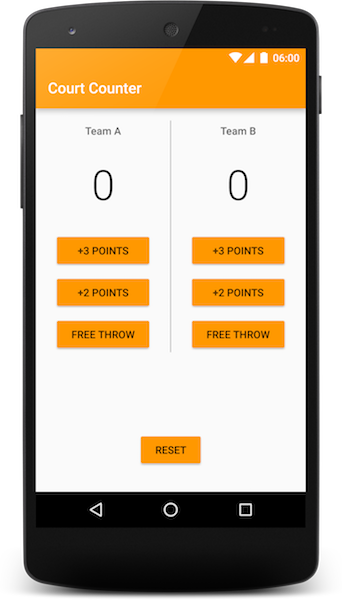 06:00
Court Counter
Team A
Team B
0
0
+3 POINTS
+3 POINTS
+2 POINTS
+2 POINTS
FREE THROW
FREE THROW
RESET